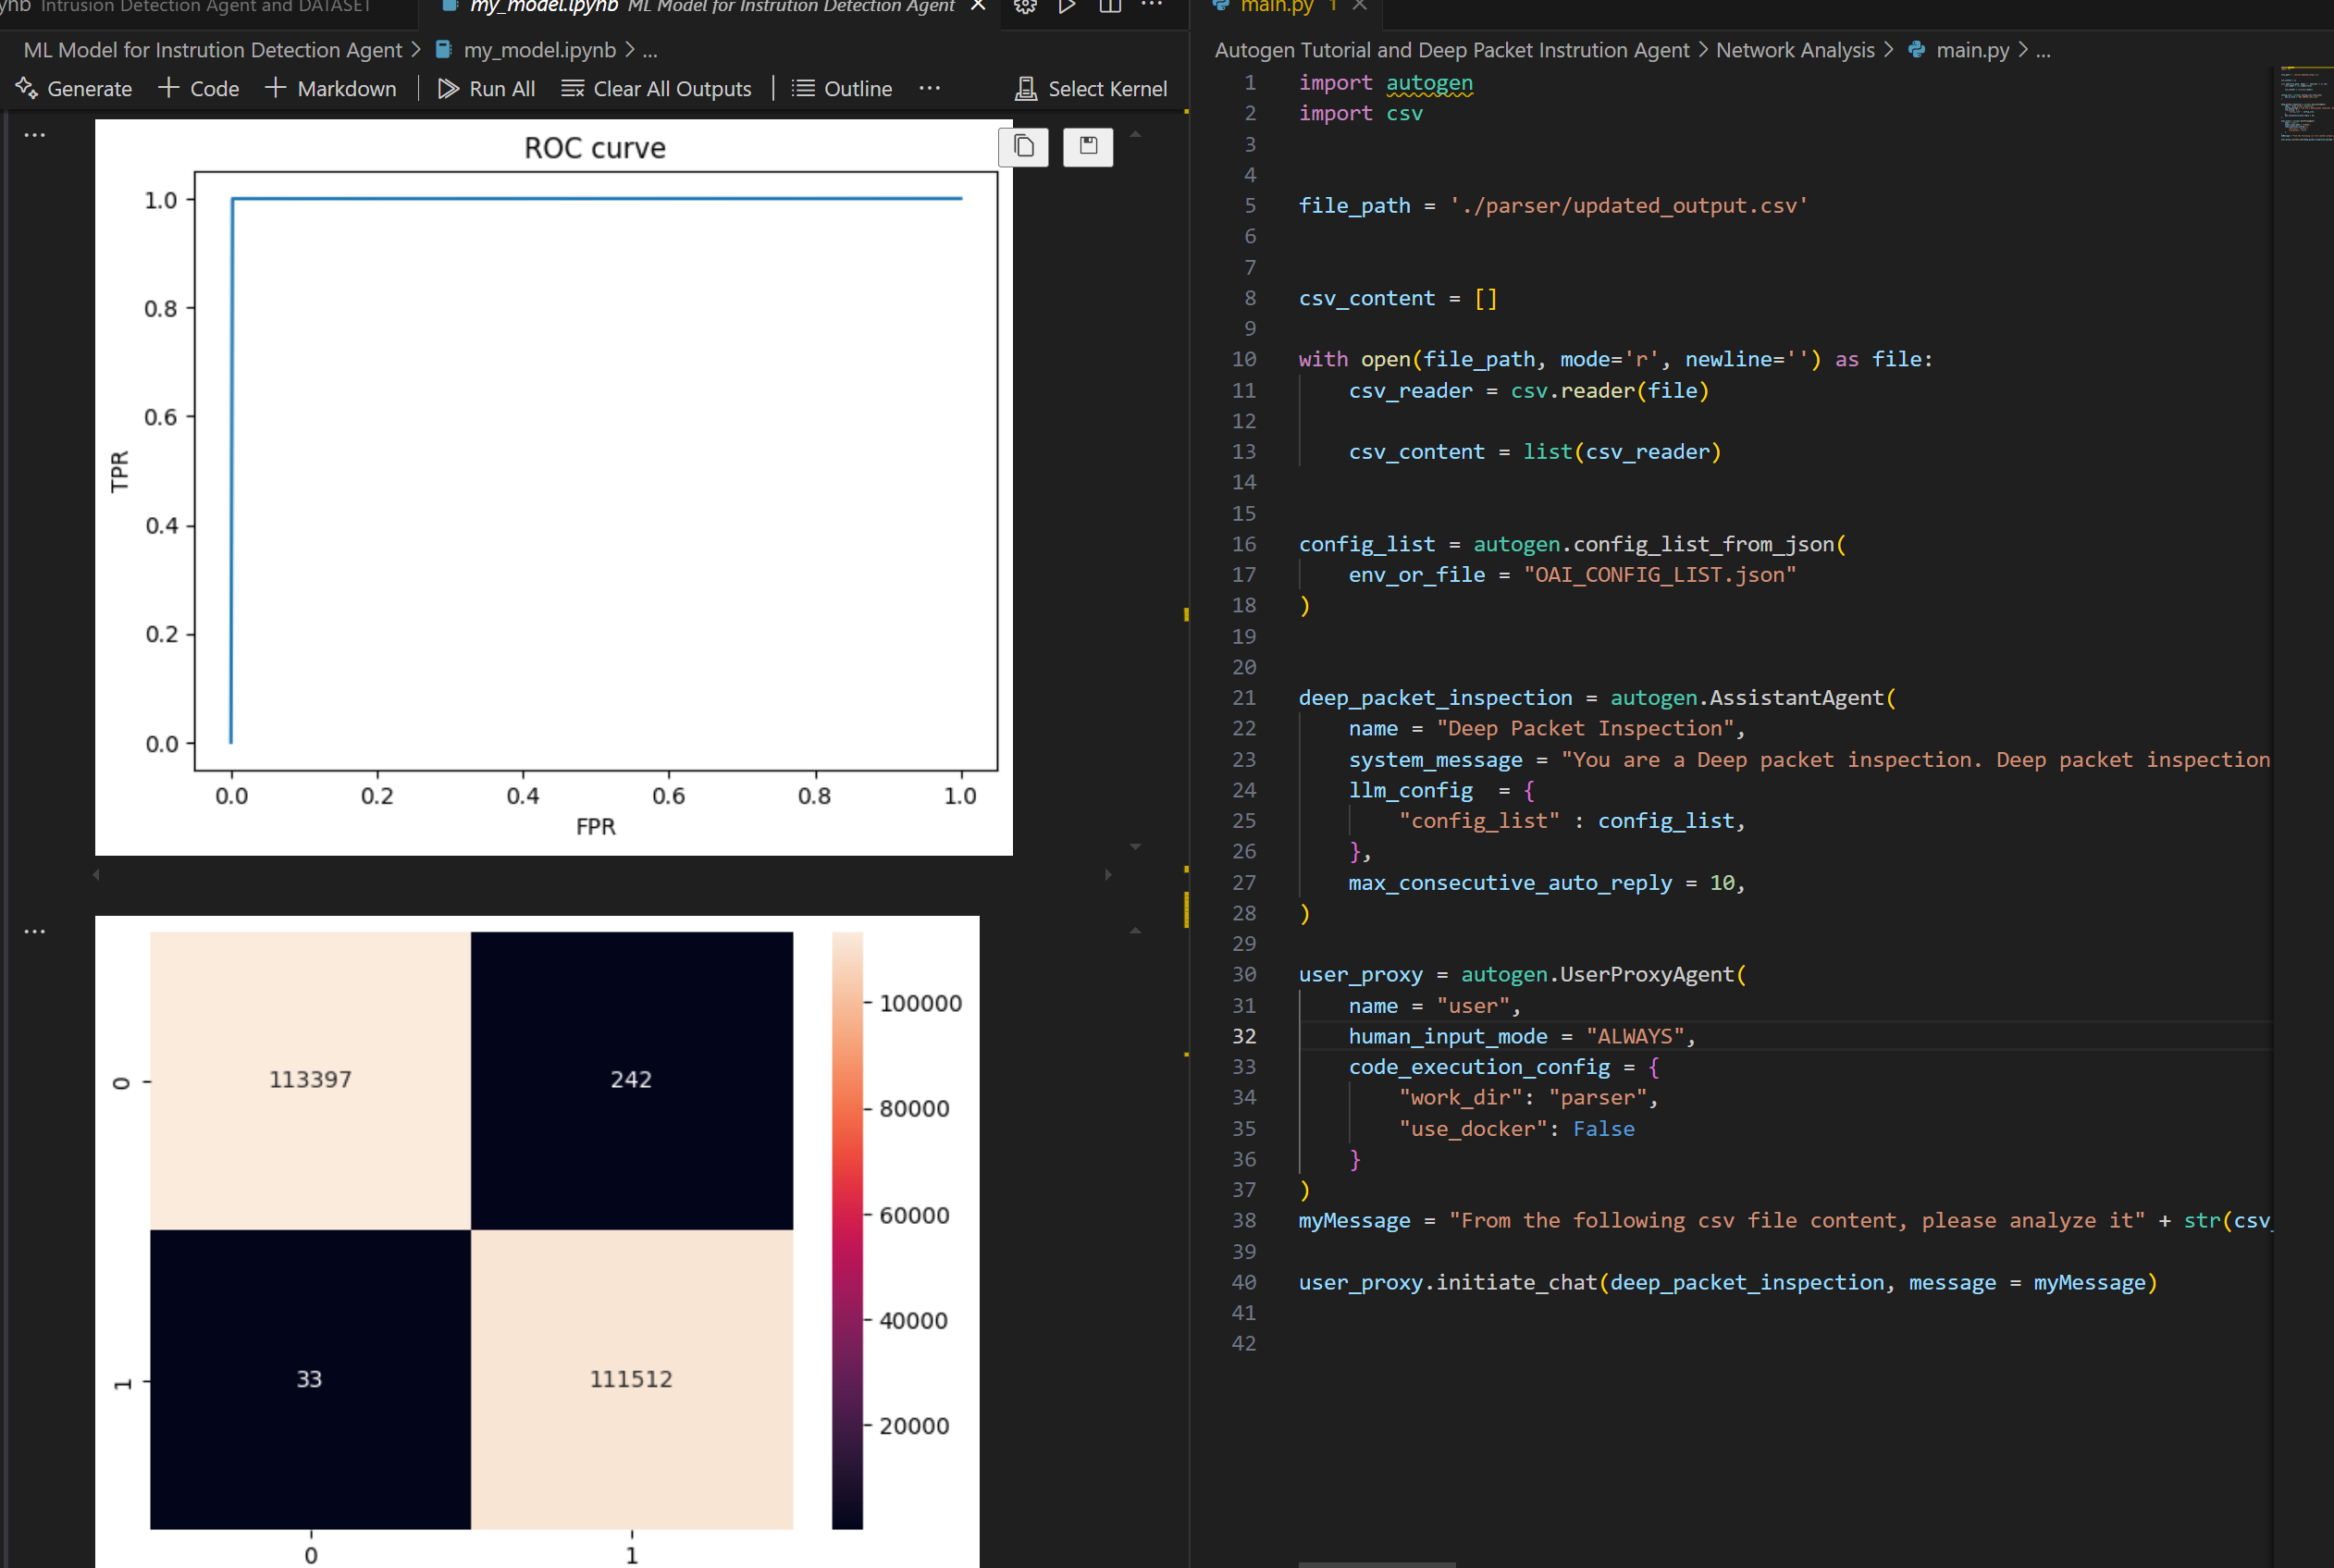 ynb Intrusion Detection Agent and DATASET
my_model.ipynb ML Model for Instrution Detection Agent
ML Model for Instrution Detection Agent > my_model.ipynb > ...
Generate + Code + Markdown Run All Clear All Outputs Outline ... Select Kernel
ROC curve
1.0
0.8
0.6
0.4
0.2
0.0
TPR
0.0 0.2 0.4 0.6 0.8 1.0
FPR
0
1
113397 242
33 111512
0 1
100000
80000
60000
40000
20000
main.py 1
Autogen Tutorial and Deep Packet Instrution Agent > Network Analysis > main.py > ...
1 import autogen
2 import csv
3
4
5 file_path = './parser/updated_output.csv'
6
7
8 csv_content = []
9
10 with open(file_path, mode='r', newline='') as file:
11     csv_reader = csv.reader(file)
12
13     csv_content = list(csv_reader)
14
15
16 config_list = autogen.config_list_from_json(
17     env_or_file = "OAI_CONFIG_LIST.json"
18 )
19
20
21 deep_packet_inspection = autogen.AssistantAgent(
22     name = "Deep Packet Inspection",
23     system_message = "You are a Deep packet inspection. Deep packet inspection
24     llm_config  = {
25         "config_list" : config_list,
26     },
27     max_consecutive_auto_reply = 10,
28 )
29
30 user_proxy = autogen.UserProxyAgent(
31     name = "user",
32     human_input_mode = "ALWAYS",
33     code_execution_config = {
34         "work_dir": "parser",
35         "use_docker": False
36     }
37 )
38 myMessage = "From the following csv file content, please analyze it" + str(csv_
39
40 user_proxy.initiate_chat(deep_packet_inspection, message = myMessage)
41
42